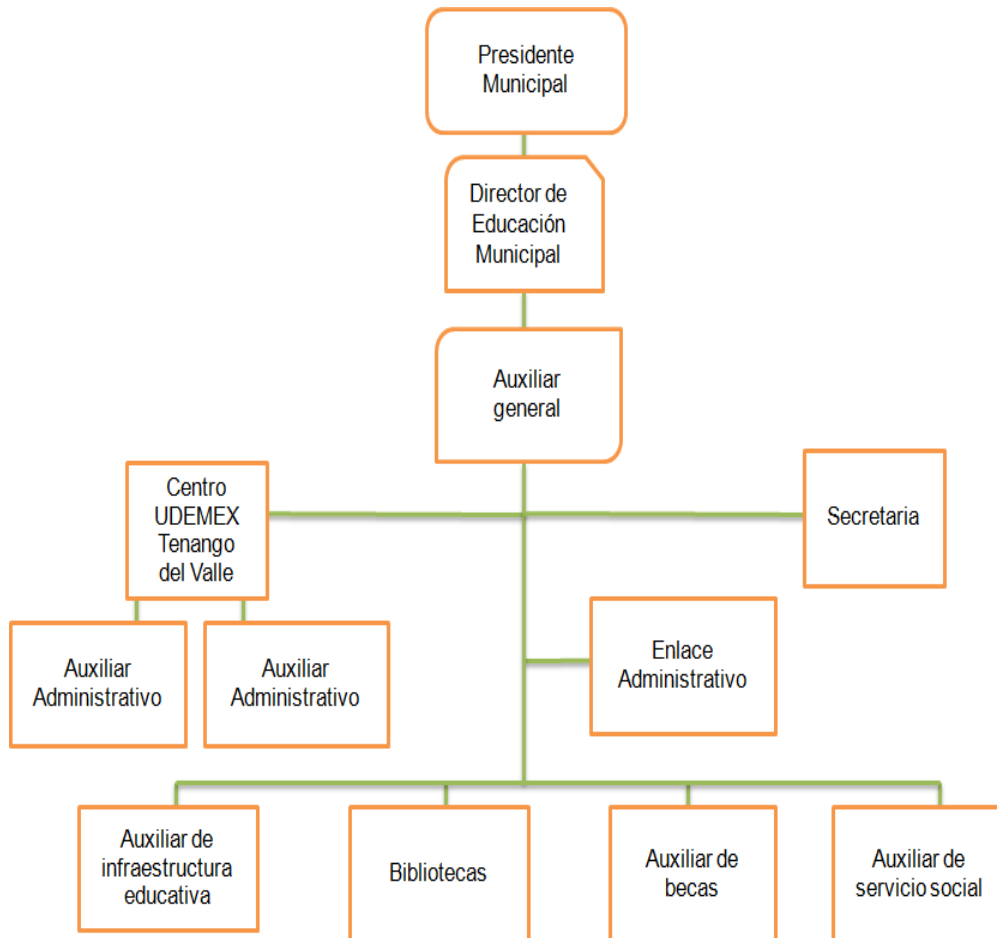 Presidente
Municipal
Director de
Educación
Municipal
Auxiliar
general
Centro
UDEMEX
Tenango
del Valle
Secretaria
Auxiliar
Administrativo
Auxiliar
Administrativo
Enlace
Administrativo
Auxiliar de
infraestructura
educativa
Bibliotecas
Auxiliar de
becas
Auxiliar de
servicio social